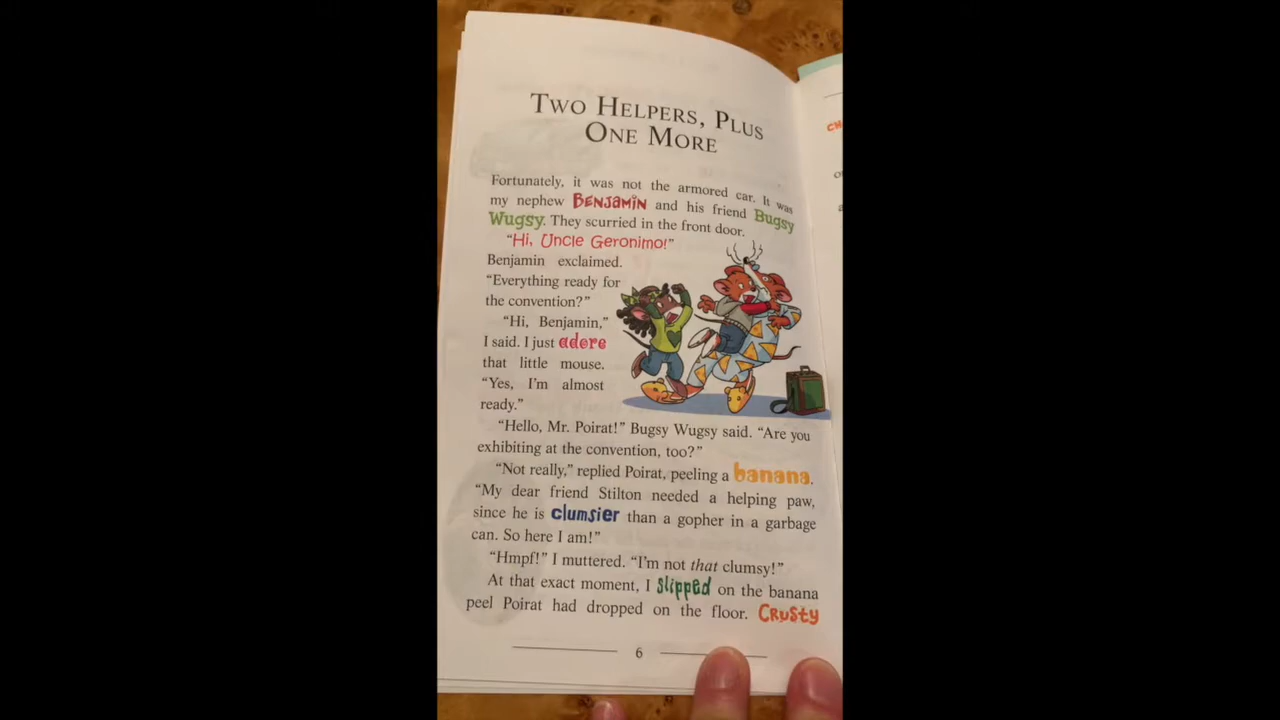 Two Helpers, Plus
One More
Fortunately, it was not the armored car. It was
my nephew BENJAMIN and his friend Bugsy
Wugsy. They scurried in the front door.
“Hi, Uncle Geronimo!”
Benjamin exclaimed.
“Everything ready for
the convention?”
“Hi, Benjamin,”
I said. I just adore
that little mouse.
“Yes, I’m almost
ready.”
“Hello, Mr. Poirat!” Bugsy Wugsy said. “Are you
exhibiting at the convention, too?”
“Not really,” replied Poirat, peeling a banana.
“My dear friend Stilton needed a helping paw,
since he is clumsier than a gopher in a garbage
can. So here I am!”
“Hmpf!” I muttered. “I’m not that clumsy!”
At that exact moment, I slipped on the banana
peel Poirat had dropped on the floor. CRUSTY
6